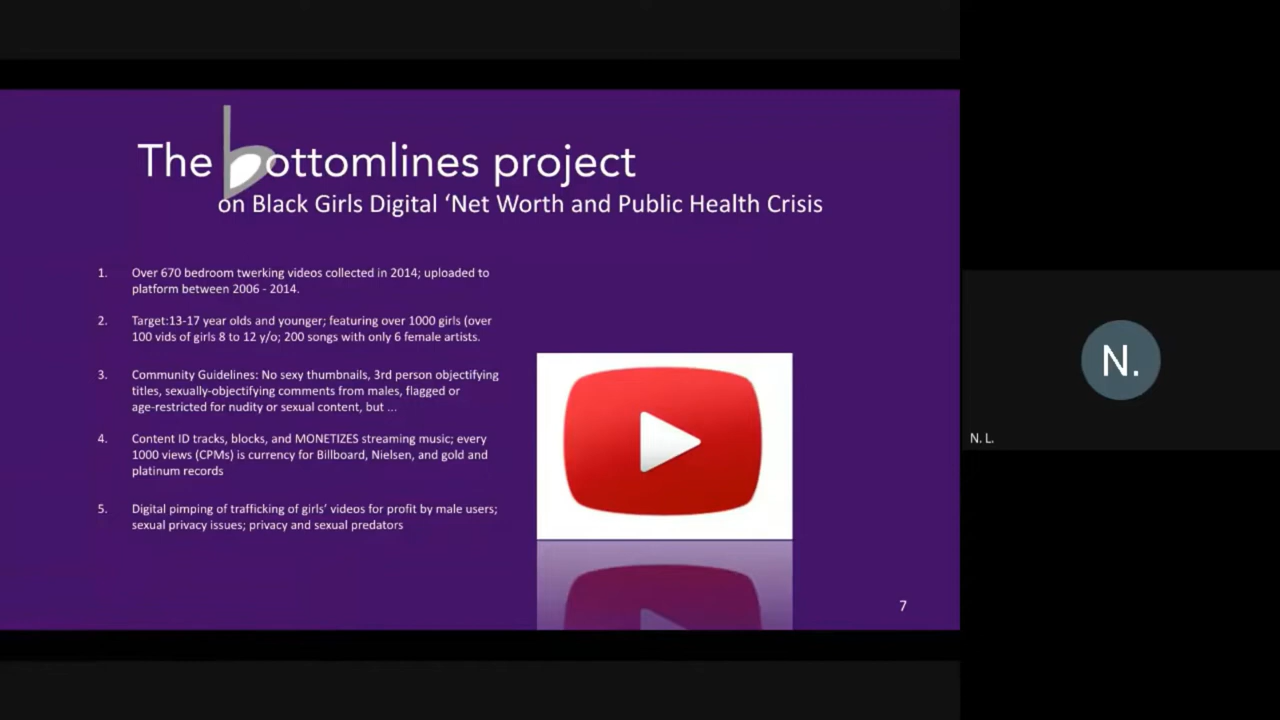 The bottomlines project
on Black Girls Digital ‘Net Worth and Public Health Crisis
1. Over 670 bedroom twerking videos collected in 2014; uploaded to
platform between 2006 - 2014.
2. Target:13-17 year olds and younger; featuring over 1000 girls (over
100 vids of girls 8 to 12 y/o; 200 songs with only 6 female artists.
3. Community Guidelines: No sexy thumbnails, 3rd person objectifying
titles, sexually-objectifying comments from males, flagged or
age-restricted for nudity or sexual content, but ...
4. Content ID tracks, blocks, and MONETIZES streaming music; every
1000 views (CPMs) is currency for Billboard, Nielsen, and gold and
platinum records
5. Digital pimping of trafficking of girls’ videos for profit by male users;
sexual privacy issues; privacy and sexual predators
7
N.
N. L.